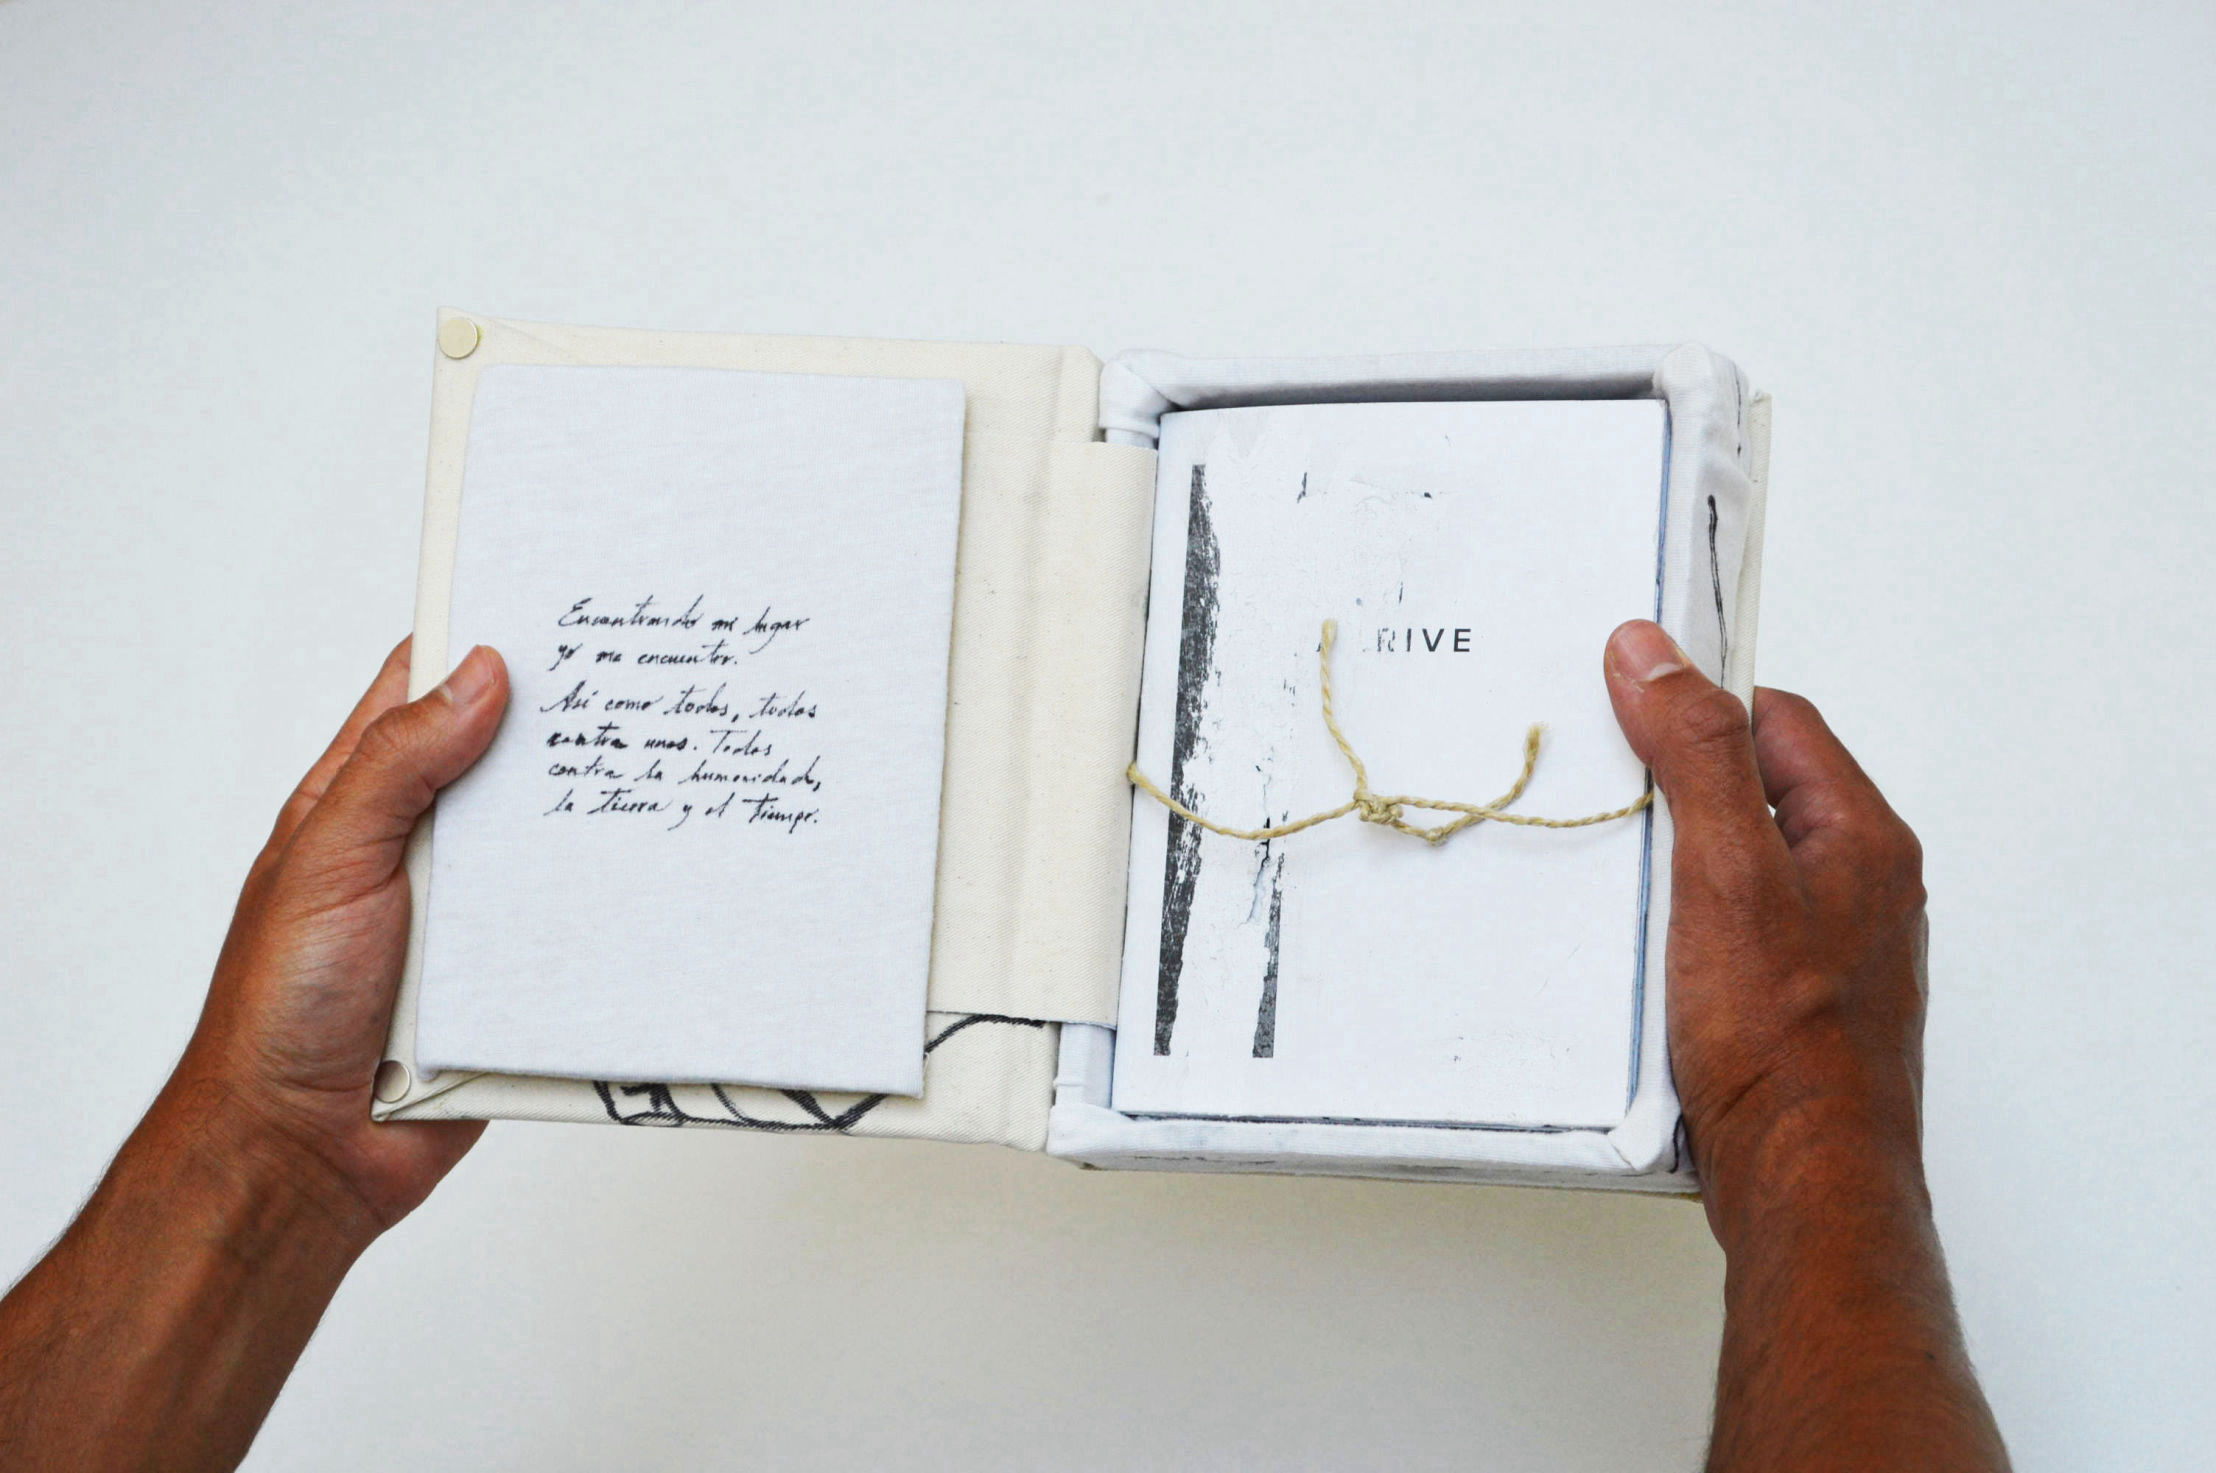 Encontrando mi lugar
yo me encuentro.
Así como todos, todos
contra unos. Todos
contra la humanidad,
la tierra y el tiempo.
RIVE